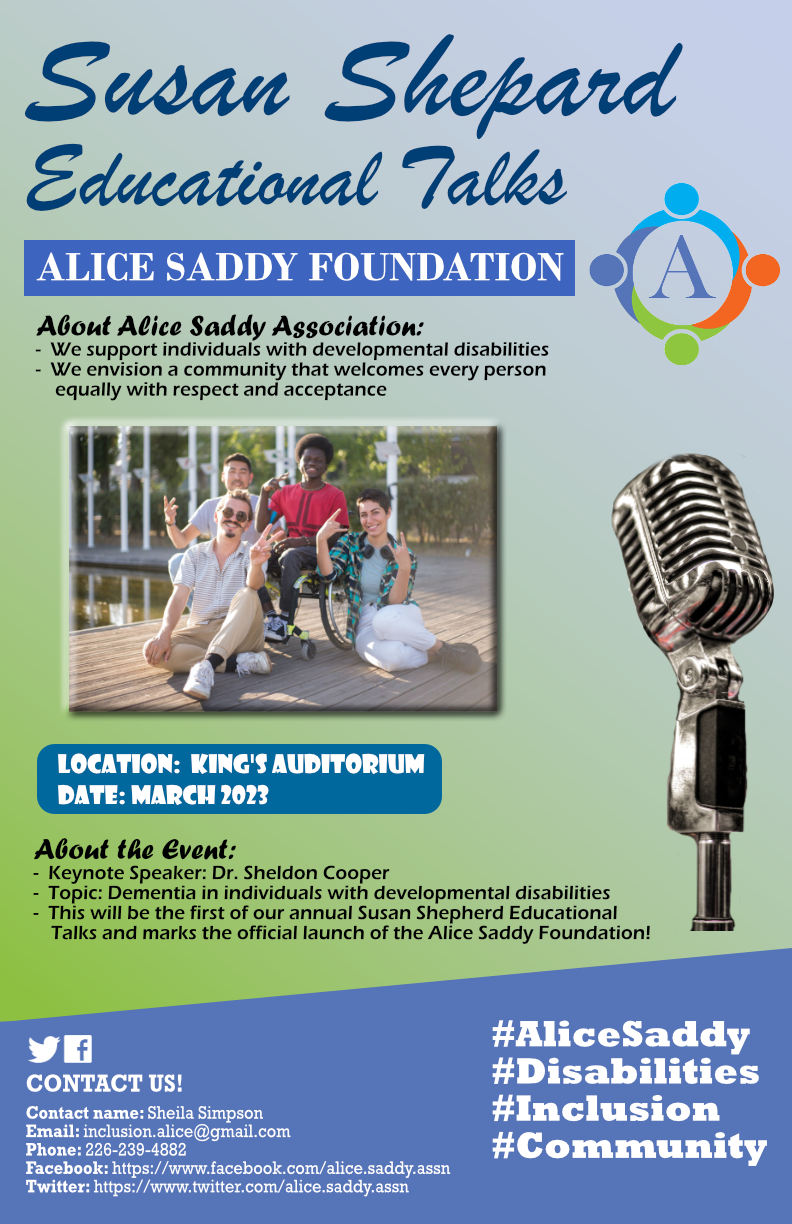 Susan Shepard
Educational Talks
ALICE SADDY FOUNDATION
A
About Alice Saddy Association:
- We support individuals with developmental disabilities
- We envision a community that welcomes every person
equally with respect and acceptance
LOCATION: KING'S AUDITORIUM
DATE: MARCH 2023
About the Event:
- Keynote Speaker: Dr. Sheldon Cooper
- Topic: Dementia in individuals with developmental disabilities
- This will be the first of our annual Susan Shepherd Educational
Talks and marks the official launch of the Alice Saddy Foundation!
CONTACT US!
Contact name: Sheila Simpson
Email: inclusion.alice@gmail.com
Phone: 226-239-4882
Facebook: https://www.facebook.com/alice.saddy.assn
Twitter: https://www.twitter.com/alice.saddy.assn
#AliceSaddy
#Disabilities
#Inclusion
#Community